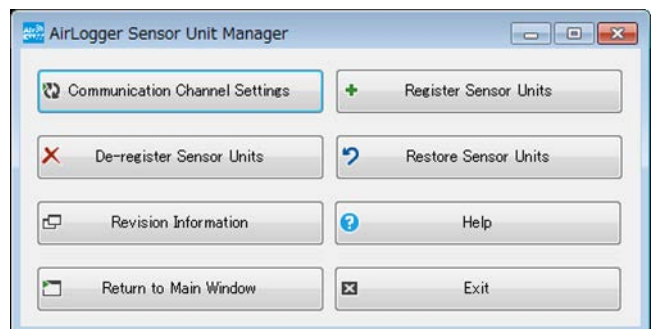 AirLogger Sensor Unit Manager
Communication Channel Settings
Register Sensor Units
De-register Sensor Units
Restore Sensor Units
Revision Information
Help
Return to Main Window
Exit